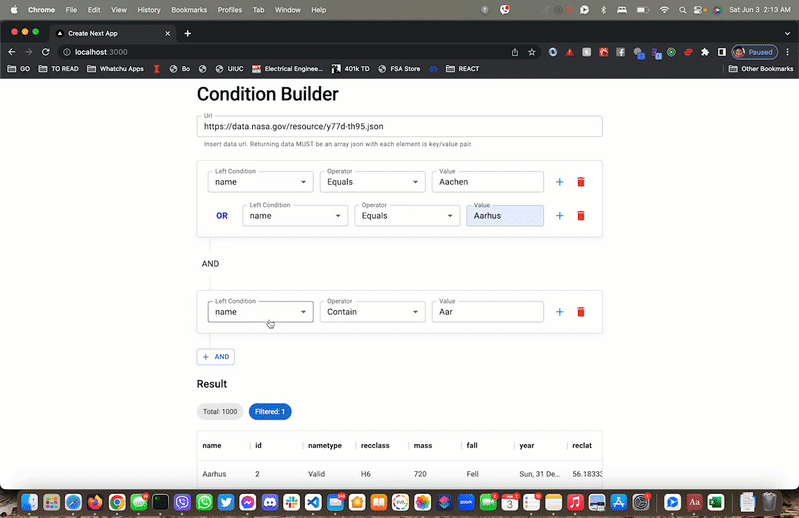 Chrome File Edit View History Bookmarks Profiles Tab Window Help Sat Jun 3 2:13 AM
Create Next App
localhost:3000 Paused
GO TO READ Whatchu Apps Bo UIUC Electrical Enginee... 401k TD FSA Store REACT Other Bookmarks
Condition Builder
Url
https://data.nasa.gov/resource/y77d-th95.json
Insert data url. Returning data MUST be an array json with each element is key/value pair.
Left Condition Operator Value
name Equals Aachen
Left Condition Operator Value
OR name Equals Aarhus
AND
Left Condition Operator Value
name Contain Aar
+ AND
Result
Total: 1000 Filtered: 1
name id nametype recclass mass fall year reclat
Aarhus 2 Valid H6 720 Fell Sun, 31 De... 56.18333